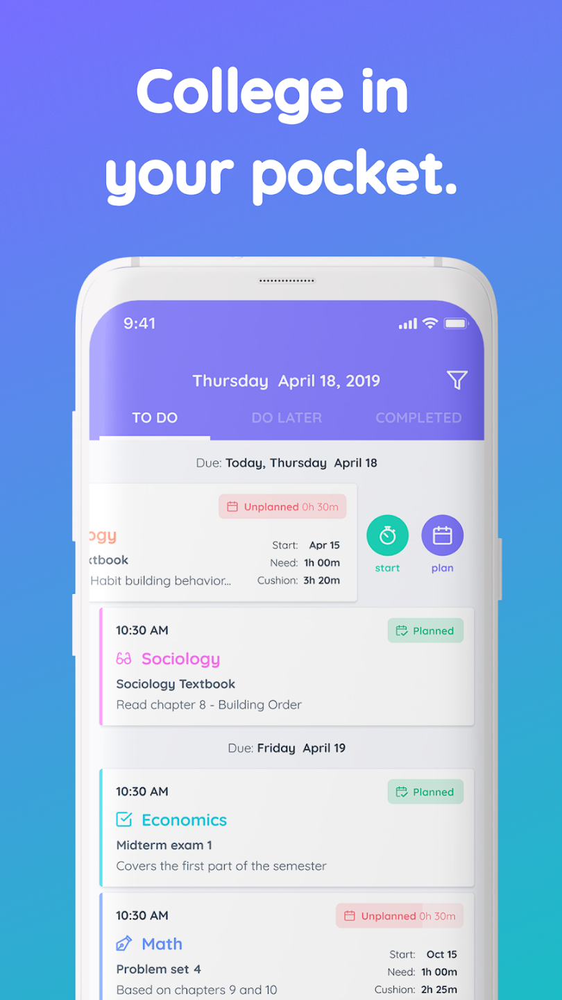 College in
your pocket.
9:41
Thursday April 18, 2019
TO DO DO LATER COMPLETED
Due: Today, Thursday April 18
Unplanned 0h 30m
ogy
Start: Apr 15
xtbook
Need: 1h 00m
Habit building behavior...
Cushion: 3h 20m
start plan
10:30 AM Planned
Sociology
Sociology Textbook
Read chapter 8 - Building Order
Due: Friday April 19
10:30 AM Planned
Economics
Midterm exam 1
Covers the first part of the semester
10:30 AM Unplanned 0h 30m
Math
Start: Oct 15
Problem set 4
Need: 1h 00m
Based on chapters 9 and 10
Cushion: 2h 25m